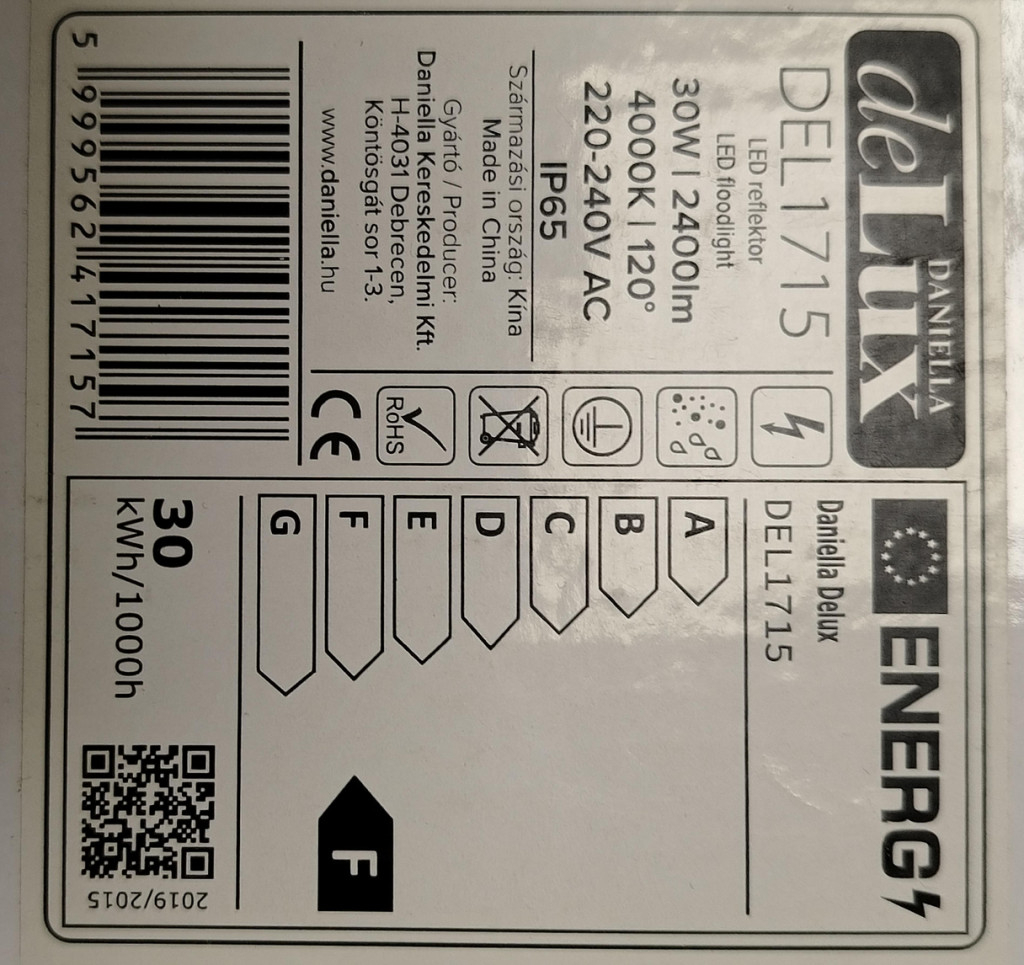 DANIELLA
deLux
DEL1715
LED reflektor
LED floodlight
30W | 2400lm
4000K | 120°
220-240V AC
IP65
Származási ország: Kína
Made in China
Gyártó / Producer:
Daniella Kereskedelmi Kft.
H-4031 Debrecen,
Köntösgát sor 1-3.
www.daniella.hu
5 999562 417157
RoHS
CE
ENERG
Daniella Delux
DEL1715
A
B
C
D
E
F
G
F
30
kWh/1000h
2019/2015